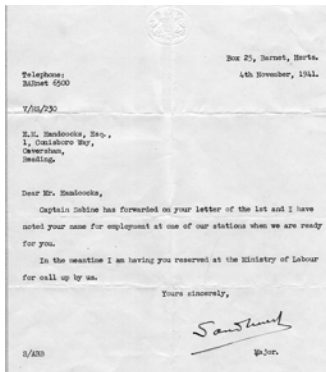 Box 25, Barnet, Herts.
Telephone:
BARnet 6500
4th November, 1941.
V/HL/230
H.M. Handcocks, Esq.,
1, Conisboro Way,
Caversham,
Reading.
Dear Mr. Handcocks,
Captain Sabine has forwarded on your letter of the 1st and I have
noted your name for employment at one of our stations when we are ready
for you.
In the meantime I am having you reserved at the Ministry of Labour
for call up by us.
Yours sincerely,
Sandhurst
Major.
S/ARB